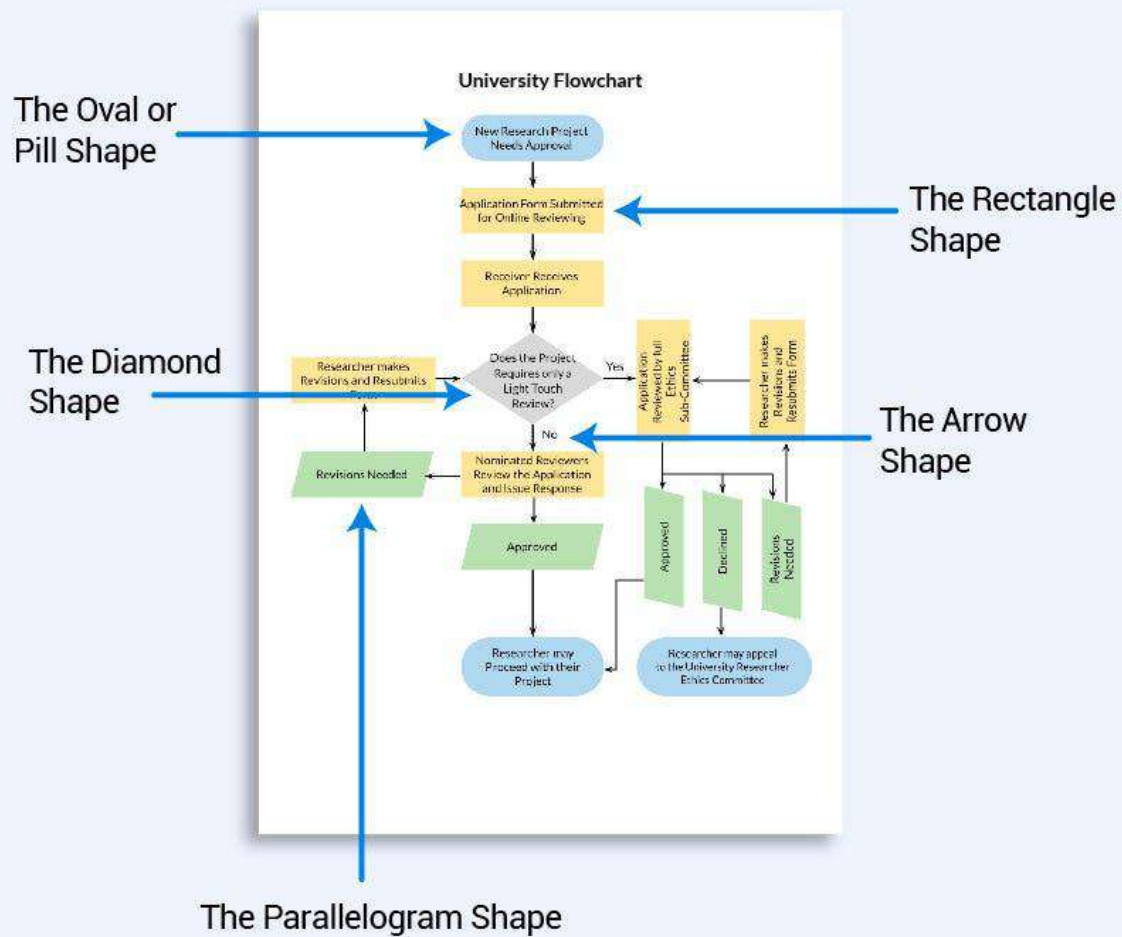 University Flowchart
The Oval or
Pill Shape
New Research Project
Needs Approval
Application Form Submitted
for Online Reviewing
The Rectangle
Shape
Receiver Receives
Application
The Diamond
Shape
Researcher makes
Revisions and Resubmits
Does the Project
Requires only a
Light Touch
Review?
Yes
Application
Reviewed by full
Ethics
Sub-Committee
Researcher makes
Revisions and
Resubmits Form
No
The Arrow
Shape
Revisions Needed
Nominated Reviewers
Review the Application
and Issue Response
Approved
Approved
Declined
Revisions
Needed
Researcher may
Proceed with their
Project
Researcher may appeal
to the University Researcher
Ethics Committee
The Parallelogram Shape